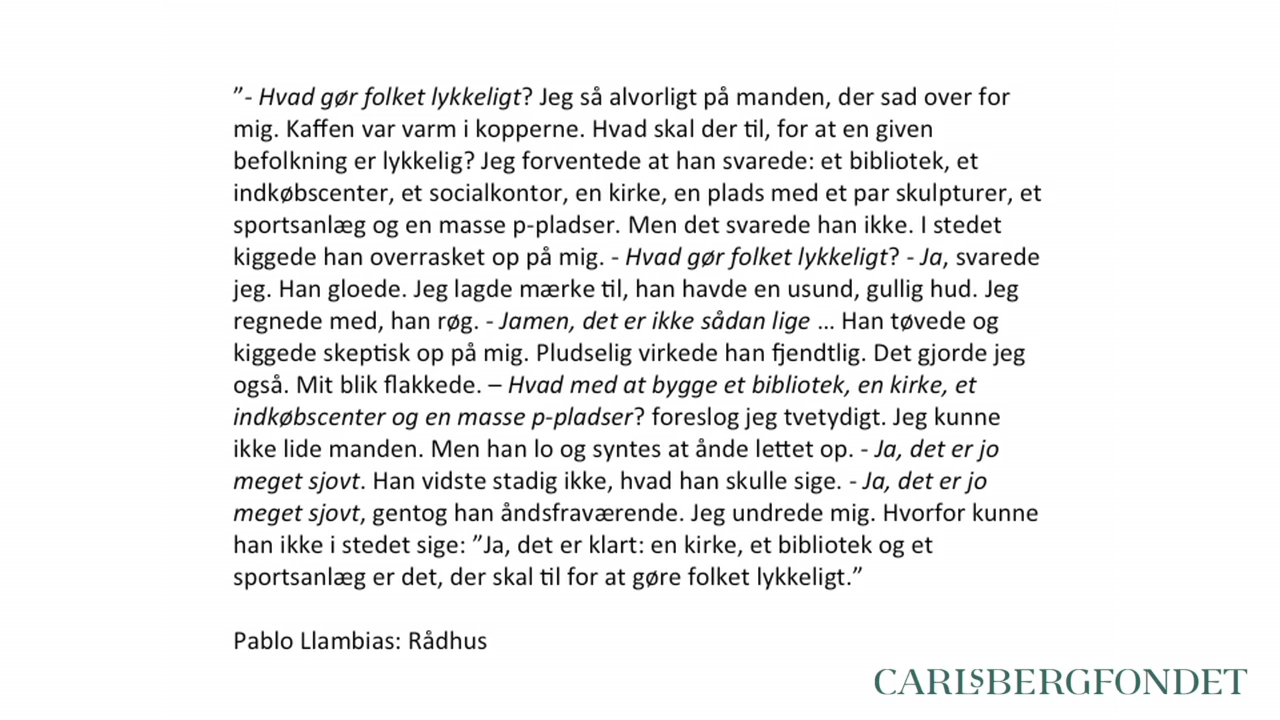 ”- Hvad gør folket lykkeligt? Jeg så alvorligt på manden, der sad over for
mig. Kaffen var varm i kopperne. Hvad skal der til, for at en given
befolkning er lykkelig? Jeg forventede at han svarede: et bibliotek, et
indkøbscenter, et socialkontor, en kirke, en plads med et par skulpturer, et
sportsanlæg og en masse p-pladser. Men det svarede han ikke. I stedet
kiggede han overrasket op på mig. - Hvad gør folket lykkeligt? - Ja, svarede
jeg. Han gloede. Jeg lagde mærke til, han havde en usund, gullig hud. Jeg
regnede med, han røg. - Jamen, det er ikke sådan lige ... Han tøvede og
kiggede skeptisk op på mig. Pludselig virkede han fjendtlig. Det gjorde jeg
også. Mit blik flakkede. – Hvad med at bygge et bibliotek, en kirke, et
indkøbscenter og en masse p-pladser? foreslog jeg tvetydigt. Jeg kunne
ikke lide manden. Men han lo og syntes at ånde lettet op. - Ja, det er jo
meget sjovt. Han vidste stadig ikke, hvad han skulle sige. - Ja, det er jo
meget sjovt, gentog han åndsfraværende. Jeg undrede mig. Hvorfor kunne
han ikke i stedet sige: ”Ja, det er klart: en kirke, et bibliotek og et
sportsanlæg er det, der skal til for at gøre folket lykkeligt.”
Pablo Llambias: Rådhus
CARLSBERGFONDET